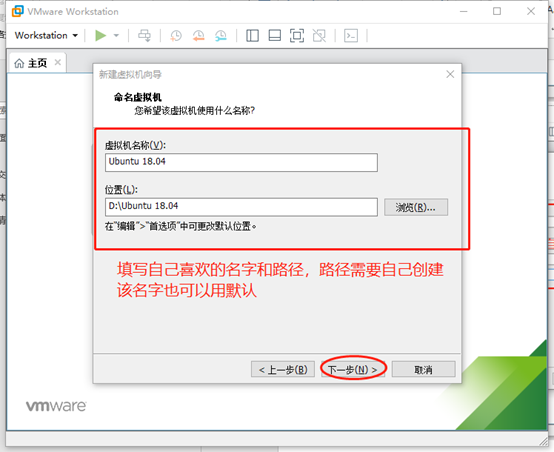 VMware Workstation
Workstation
主页
新建虚拟机向导
命名虚拟机
您希望该虚拟机使用什么名称?
虚拟机名称(V):
Ubuntu 18.04
位置(L):
D:\Ubuntu 18.04
浏览(R)...
在"编辑">"首选项"中可更改默认位置。
填写自己喜欢的名字和路径，路径需要自己创建
该名字也可以用默认
< 上一步(B)
下一步(N) >
取消
vmware